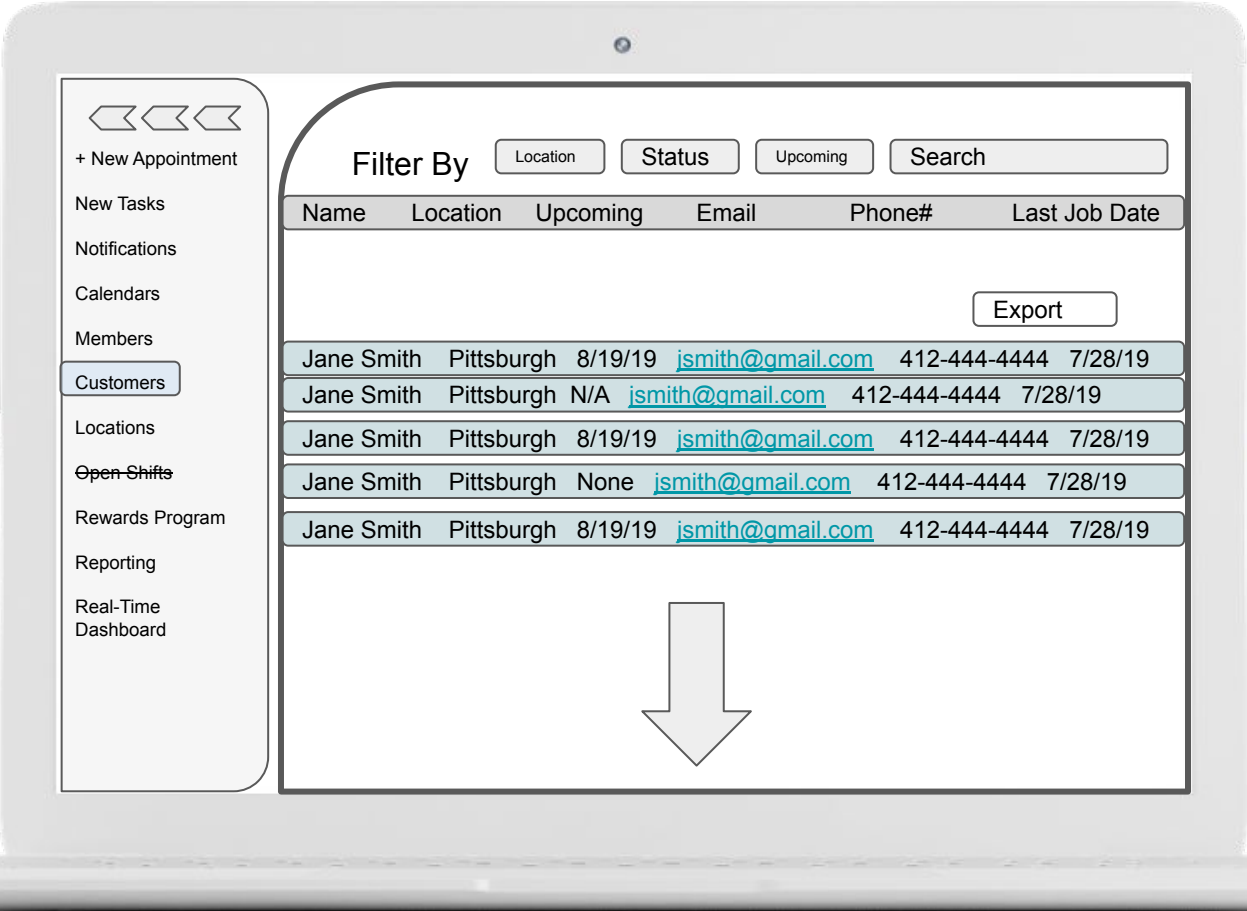 + New Appointment
New Tasks
Notifications
Calendars
Members
Customers
Locations
Open Shifts
Rewards Program
Reporting
Real-Time
Dashboard
Filter By Location Status Upcoming Search
Name Location Upcoming Email Phone# Last Job Date
Export
Jane Smith Pittsburgh 8/19/19 jsmith@gmail.com 412-444-4444 7/28/19
Jane Smith Pittsburgh N/A jsmith@gmail.com 412-444-4444 7/28/19
Jane Smith Pittsburgh 8/19/19 jsmith@gmail.com 412-444-4444 7/28/19
Jane Smith Pittsburgh None jsmith@gmail.com 412-444-4444 7/28/19
Jane Smith Pittsburgh 8/19/19 jsmith@gmail.com 412-444-4444 7/28/19